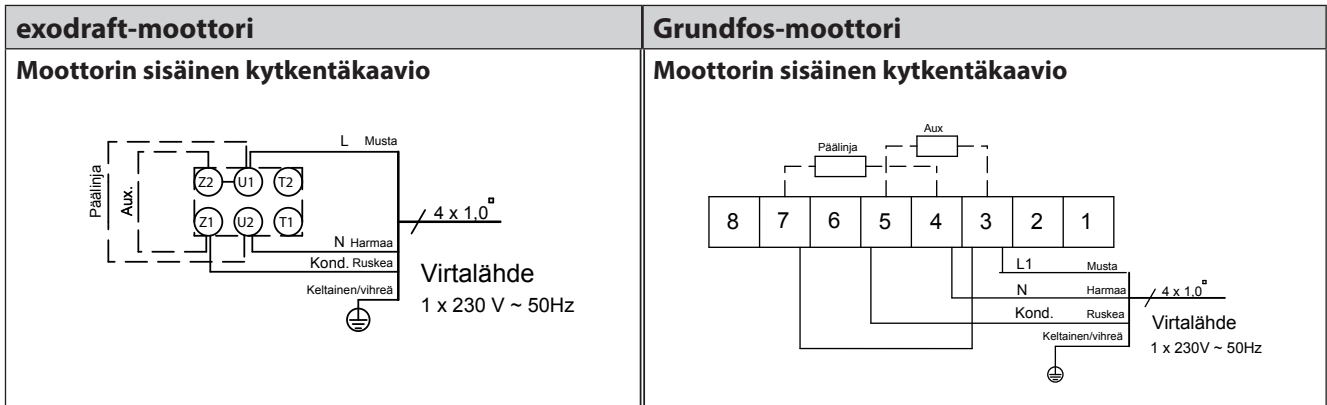 exodraft-moottori
Moottorin sisäinen kytkentäkaavio
Päälinja
Aux.
L Musta
Z2 U1 T2
Z1 U2 T1
4 x 1,0
N Harmaa
Kond. Ruskea
Keltainen/vihreä
Virtalähde
1 x 230 V ~ 50Hz
Grundfos-moottori
Moottorin sisäinen kytkentäkaavio
Aux
Päälinja
8 7 6 5 4 3 2 1
L1 Musta
N Harmaa
4 x 1,0
Kond. Ruskea
Keltainen/vihreä
Virtalähde
1 x 230V ~ 50Hz